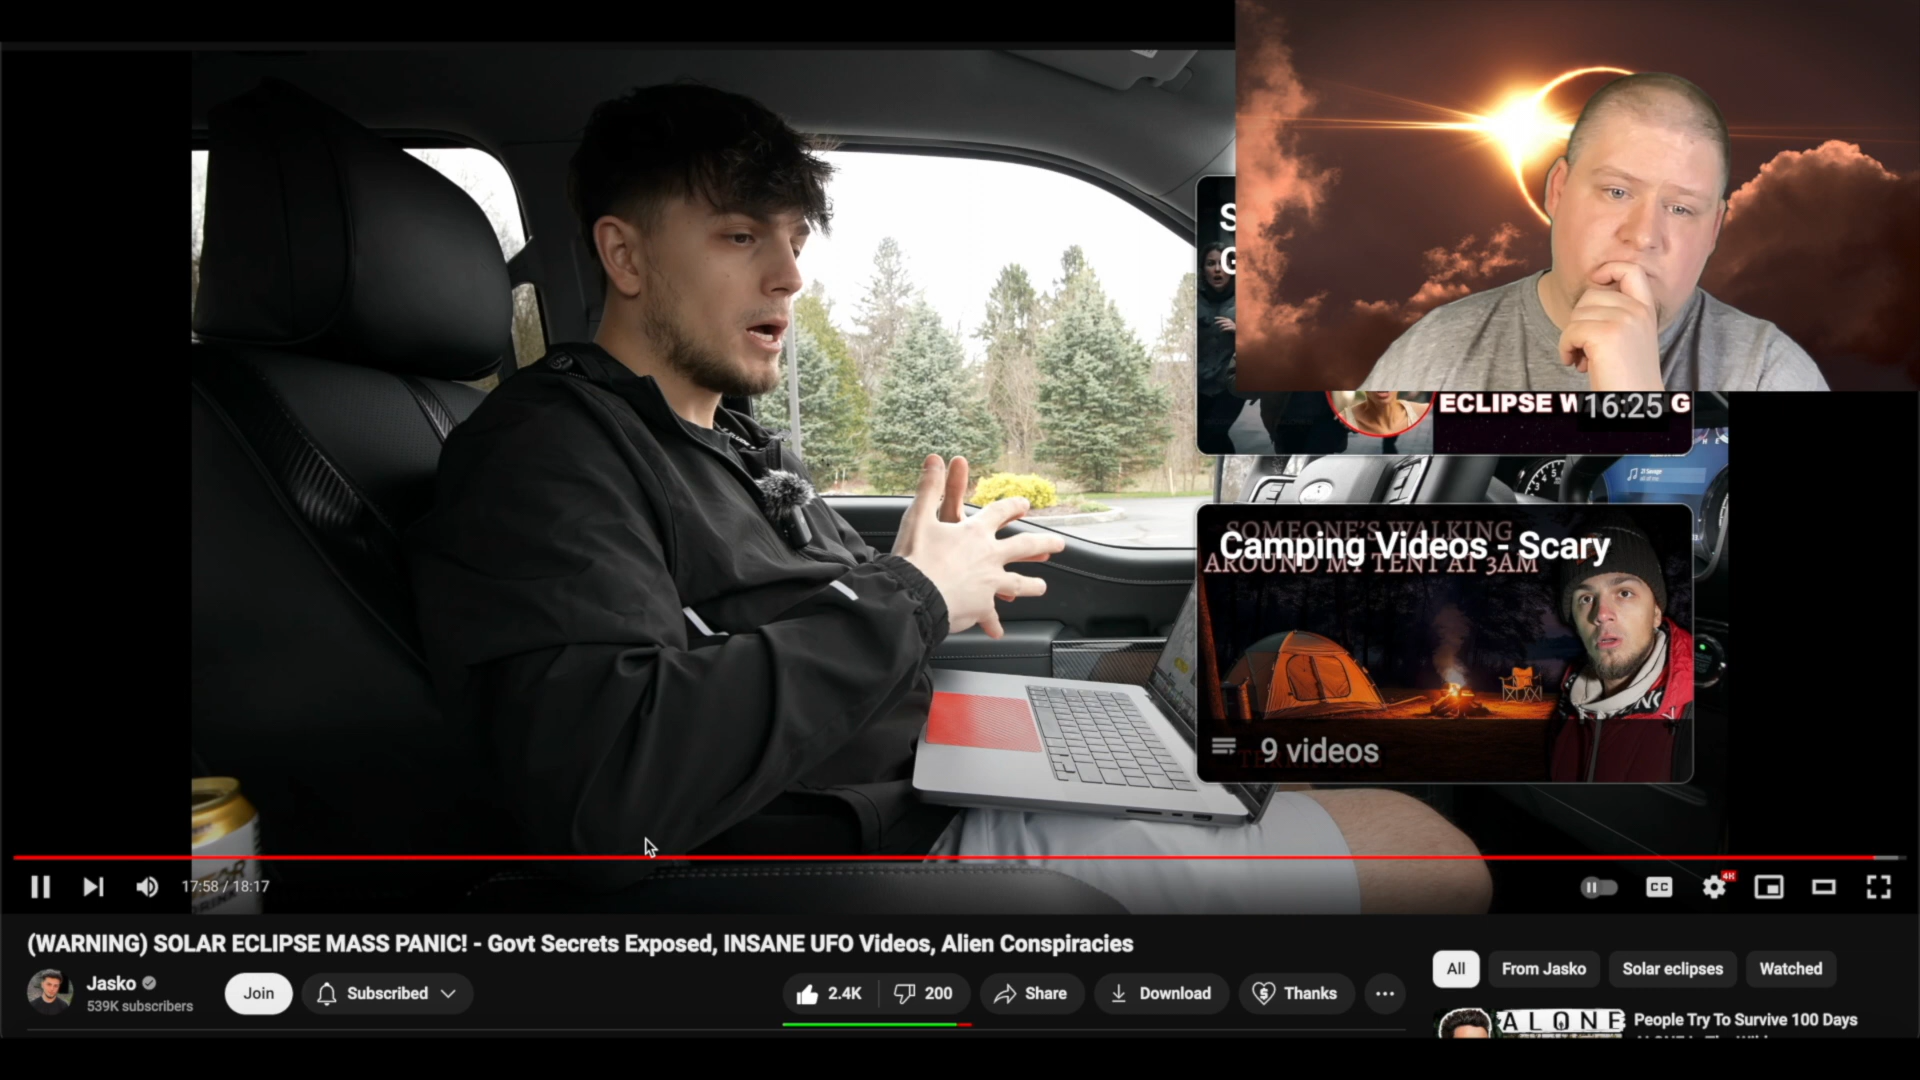 S
G
ECLIPSE W
G
16:25
SOMEONE'S WALKING
AROUND MY TENT AT 3AM
Camping Videos - Scary
9 videos
17:58 / 18:17
CC
4K
(WARNING) SOLAR ECLIPSE MASS PANIC! - Govt Secrets Exposed, INSANE UFO Videos, Alien Conspiracies
Jasko
539K subscribers
Join
Subscribed
2.4K
200
Share
Download
Thanks
All
From Jasko
Solar eclipses
Watched
ALONE
People Try To Survive 100 Days